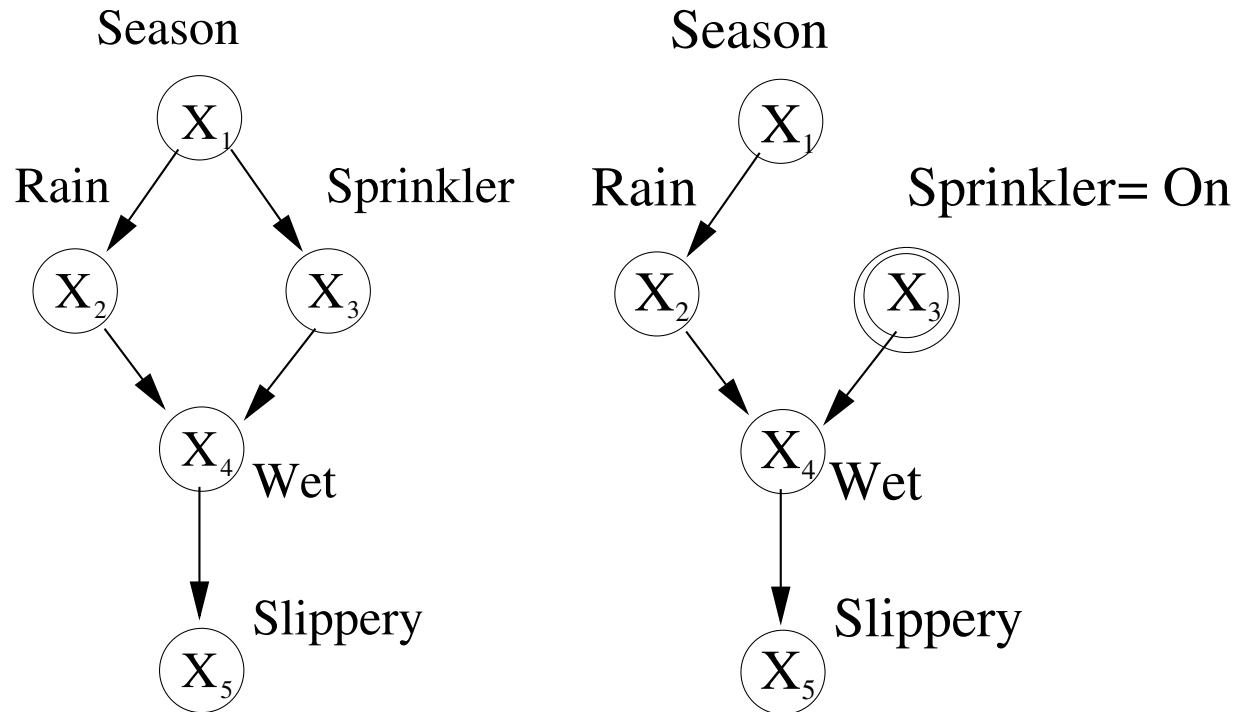 Season
X₁
Rain
Sprinkler
X₂
X₃
X₄
Wet
Slippery
X₅
Season
X₁
Rain
Sprinkler= On
X₂
X₃
X₄
Wet
Slippery
X₅